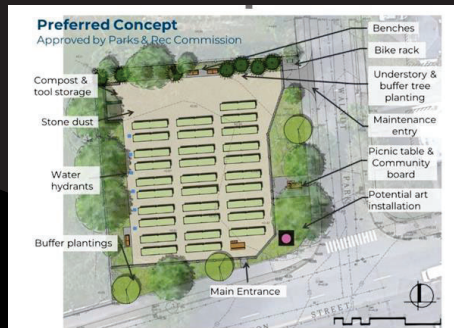 Preferred Concept
Approved by Parks & Rec Commission
Benches
Bike rack
Compost &
tool storage
Understory &
buffer tree
planting
Stone dust
Maintenance
entry
Picnic table &
Community
board
Water
hydrants
Potential art
installation
Buffer plantings
Main Entrance
STREET